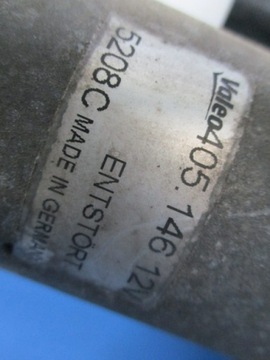 Valeo 405.146 12V
ENTSTÖRT
5208C MADE IN GERMANY